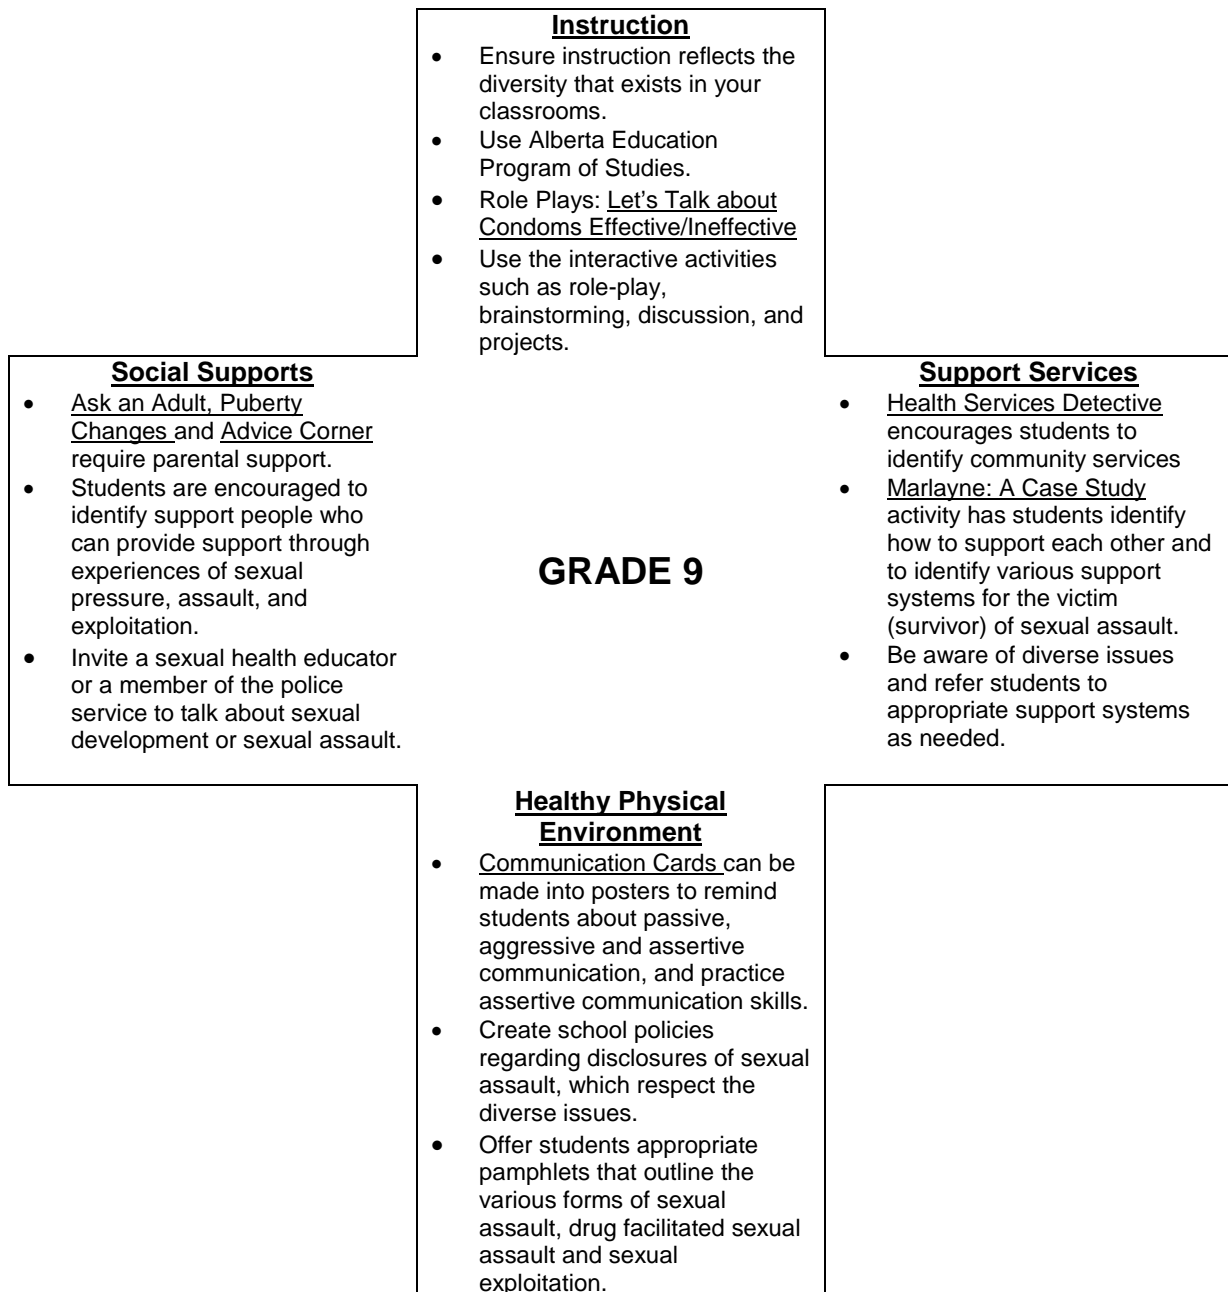 Instruction
• Ensure instruction reflects the
diversity that exists in your
classrooms.
• Use Alberta Education
Program of Studies.
• Role Plays: Let’s Talk about
Condoms Effective/Ineffective
• Use the interactive activities
such as role-play,
brainstorming, discussion, and
projects.
Social Supports
• Ask an Adult, Puberty
Changes and Advice Corner
require parental support.
• Students are encouraged to
identify support people who
can provide support through
experiences of sexual
pressure, assault, and
exploitation.
• Invite a sexual health educator
or a member of the police
service to talk about sexual
development or sexual assault.
GRADE 9
Support Services
• Health Services Detective
encourages students to
identify community services
• Marlayne: A Case Study
activity has students identify
how to support each other and
to identify various support
systems for the victim
(survivor) of sexual assault.
• Be aware of diverse issues
and refer students to
appropriate support systems
as needed.
Healthy Physical
Environment
• Communication Cards can be
made into posters to remind
students about passive,
aggressive and assertive
communication, and practice
assertive communication skills.
• Create school policies
regarding disclosures of sexual
assault, which respect the
diverse issues.
• Offer students appropriate
pamphlets that outline the
various forms of sexual
assault, drug facilitated sexual
assault and sexual
exploitation.